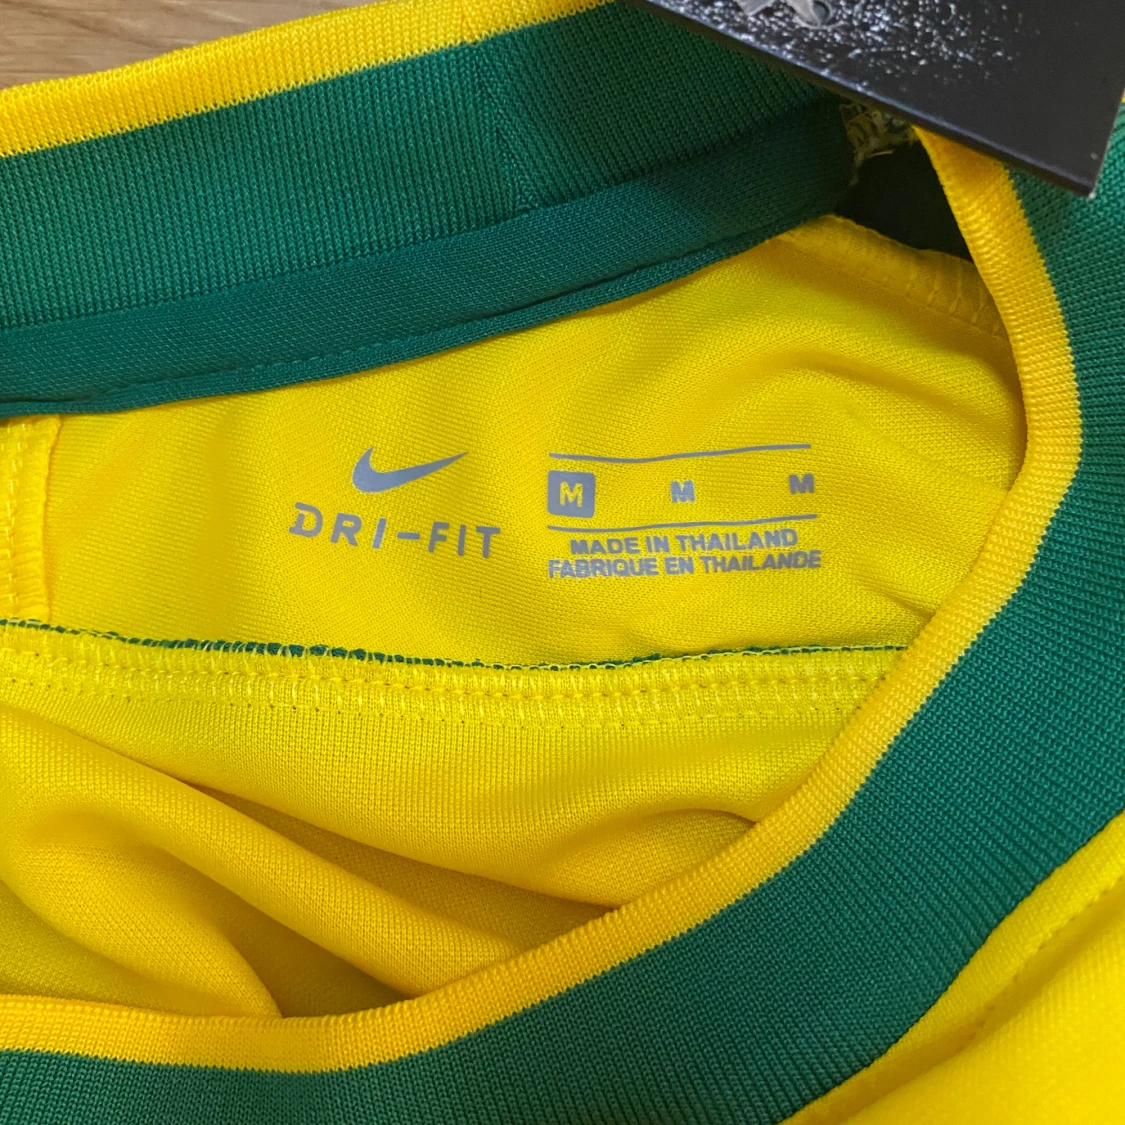 DRI-FIT
M M M
MADE IN THAILAND
FABRIQUE EN THAILANDE